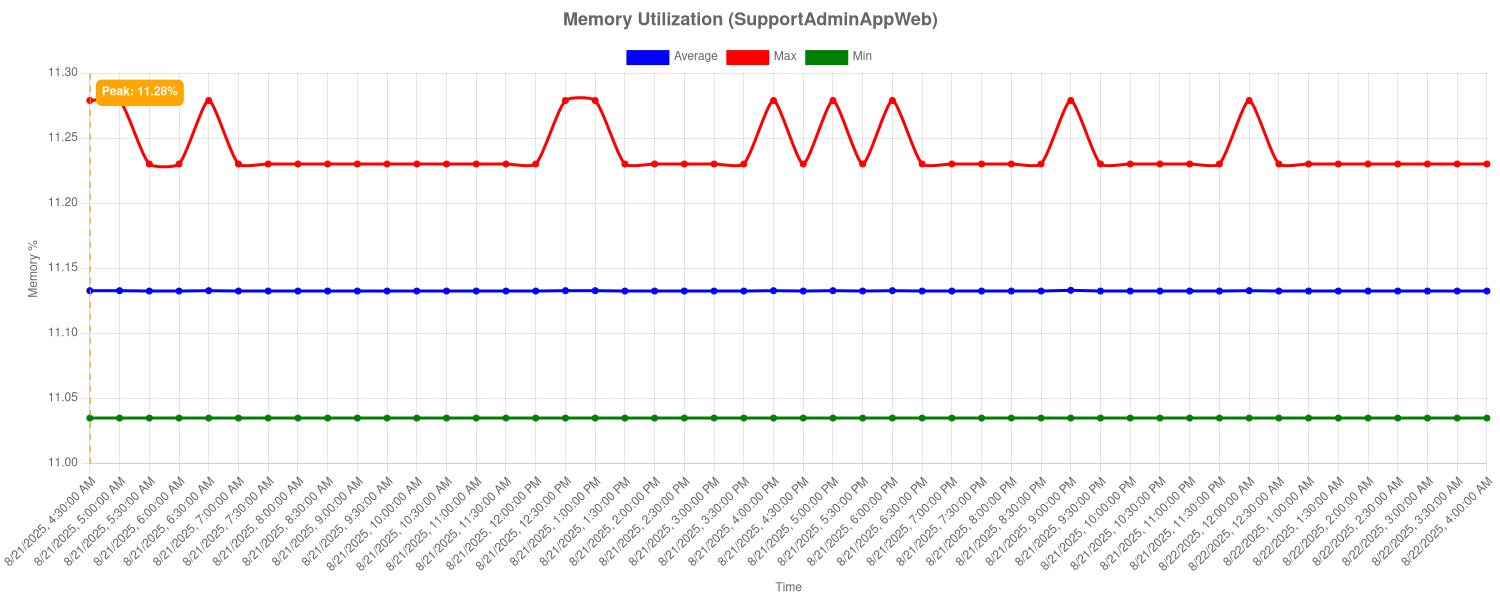 Memory Utilization (SupportAdminAppWeb)
Average Max Min
11.30
Peak: 11.28%
11.25
11.20
11.15
Memory %
11.10
11.05
11.00
8/21/2025, 4:30:00 AM
8/21/2025, 5:00:00 AM
8/21/2025, 5:30:00 AM
8/21/2025, 6:00:00 AM
8/21/2025, 6:30:00 AM
8/21/2025, 7:00:00 AM
8/21/2025, 7:30:00 AM
8/21/2025, 8:00:00 AM
8/21/2025, 8:30:00 AM
8/21/2025, 9:00:00 AM
8/21/2025, 9:30:00 AM
8/21/2025, 10:00:00 AM
8/21/2025, 10:30:00 AM
8/21/2025, 11:00:00 AM
8/21/2025, 11:30:00 AM
8/21/2025, 12:00:00 PM
8/21/2025, 12:30:00 PM
8/21/2025, 1:00:00 PM
8/21/2025, 1:30:00 PM
8/21/2025, 2:00:00 PM
8/21/2025, 2:30:00 PM
8/21/2025, 3:00:00 PM
8/21/2025, 3:30:00 PM
8/21/2025, 4:00:00 PM
8/21/2025, 4:30:00 PM
8/21/2025, 5:00:00 PM
8/21/2025, 5:30:00 PM
8/21/2025, 6:00:00 PM
8/21/2025, 6:30:00 PM
8/21/2025, 7:00:00 PM
8/21/2025, 7:30:00 PM
8/21/2025, 8:00:00 PM
8/21/2025, 8:30:00 PM
8/21/2025, 9:00:00 PM
8/21/2025, 9:30:00 PM
8/21/2025, 10:00:00 PM
8/21/2025, 10:30:00 PM
8/21/2025, 11:00:00 PM
8/21/2025, 11:30:00 PM
8/22/2025, 12:00:00 AM
8/22/2025, 12:30:00 AM
8/22/2025, 1:00:00 AM
8/22/2025, 1:30:00 AM
8/22/2025, 2:00:00 AM
8/22/2025, 2:30:00 AM
8/22/2025, 3:00:00 AM
8/22/2025, 3:30:00 AM
8/22/2025, 4:00:00 AM
Time